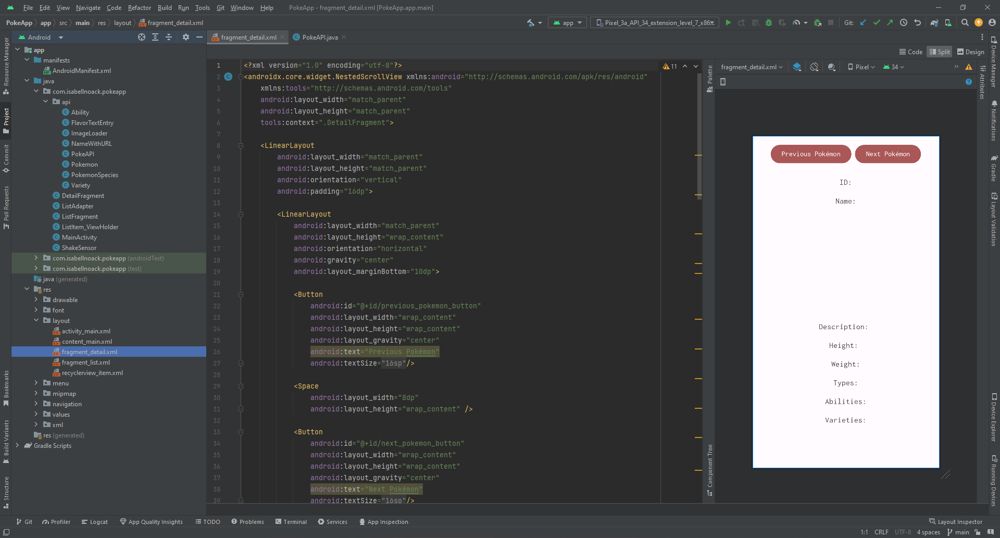 File Edit View Navigate Code Refactor Build Run Tools Git Window Help PokeApp - fragment_detail.xml [PokeApp.app.main]
PokeApp app src main res layout fragment_detail.xml app Pixel_3a_API_34_extension_level_7_x86... Git:
Android
fragment_detail.xml PokeAPI.java
Code Split Design
Resource Manager
Project
Commit
Pull Requests
Bookmarks
Build Variants
Structure
app
manifests
AndroidManifest.xml
java
com.isabellnoack.pokeapp
api
Ability
FlavorTextEntry
ImageLoader
NameWithURL
PokeAPI
Pokemon
PokemonSpecies
Variety
DetailFragment
ListAdapter
ListFragment
ListItem_ViewHolder
MainActivity
ShakeSensor
com.isabellnoack.pokeapp (androidTest)
com.isabellnoack.pokeapp (test)
java (generated)
res
drawable
font
layout
activity_main.xml
content_main.xml
fragment_detail.xml
fragment_list.xml
recyclerview_item.xml
menu
mipmap
navigation
values
xml
res (generated)
Gradle Scripts
11
1 <?xml version="1.0" encoding="utf-8"?>
2 <androidx.core.widget.NestedScrollView xmlns:android="http://schemas.android.com/apk/res/android"
3 xmlns:tools="http://schemas.android.com/tools"
4 android:layout_width="match_parent"
5 android:layout_height="match_parent"
6 tools:context=".DetailFragment">
7
8 <LinearLayout
9 android:layout_width="match_parent"
10 android:layout_height="match_parent"
11 android:orientation="vertical"
12 android:padding="16dp">
13
14 <LinearLayout
15 android:layout_width="match_parent"
16 android:layout_height="wrap_content"
17 android:orientation="horizontal"
18 android:gravity="center"
19 android:layout_marginBottom="10dp">
20
21 <Button
22 android:id="@+id/previous_pokemon_button"
23 android:layout_width="wrap_content"
24 android:layout_height="wrap_content"
25 android:layout_gravity="center"
26 android:text="Previous Pokémon"
27 android:textSize="16sp"/>
28
29 <Space
30 android:layout_width="8dp"
31 android:layout_height="wrap_content" />
32
33 <Button
34 android:id="@+id/next_pokemon_button"
35 android:layout_width="wrap_content"
36 android:layout_height="wrap_content"
37 android:layout_gravity="center"
38 android:text="Next Pokémon"
39 android:textSize="16sp"/>
Palette
Component Tree
fragment_detail.xml Pixel 34
Previous Pokémon Next Pokémon
ID:
Name:
Description:
Height:
Weight:
Types:
Abilities:
Varieties:
Attributes
Device Manager
Notifications
Gradle
Layout Validation
Device Explorer
Running Devices
Git Profiler Logcat App Quality Insights TODO Problems Terminal Services App Inspection Layout Inspector
1:1 CRLF UTF-8 4 spaces main